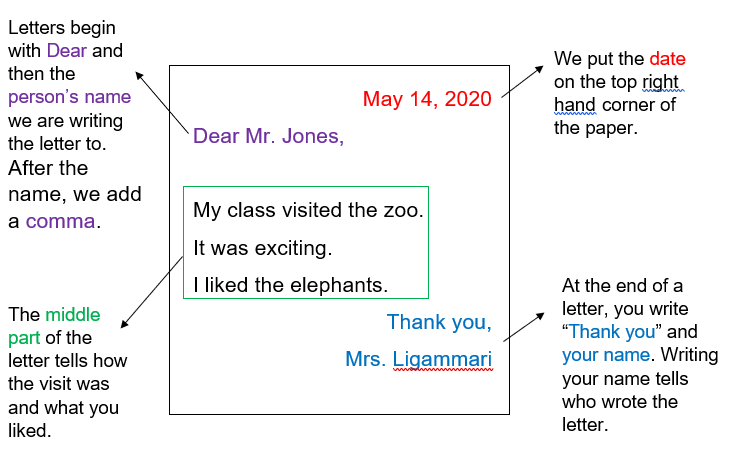 Letters begin
with Dear and
then the
person's name
we are writing
the letter to.
After the
name, we add
a comma.
We put the date
on the top right
hand corner of
the paper.
May 14, 2020
Dear Mr. Jones,
My class visited the zoo.
It was exciting.
I liked the elephants.
Thank you,
Mrs. Ligammari
The middle
part of the
letter tells how
the visit was
and what you
liked.
At the end of a
letter, you write
“Thank you” and
your name. Writing
your name tells
who wrote the
letter.